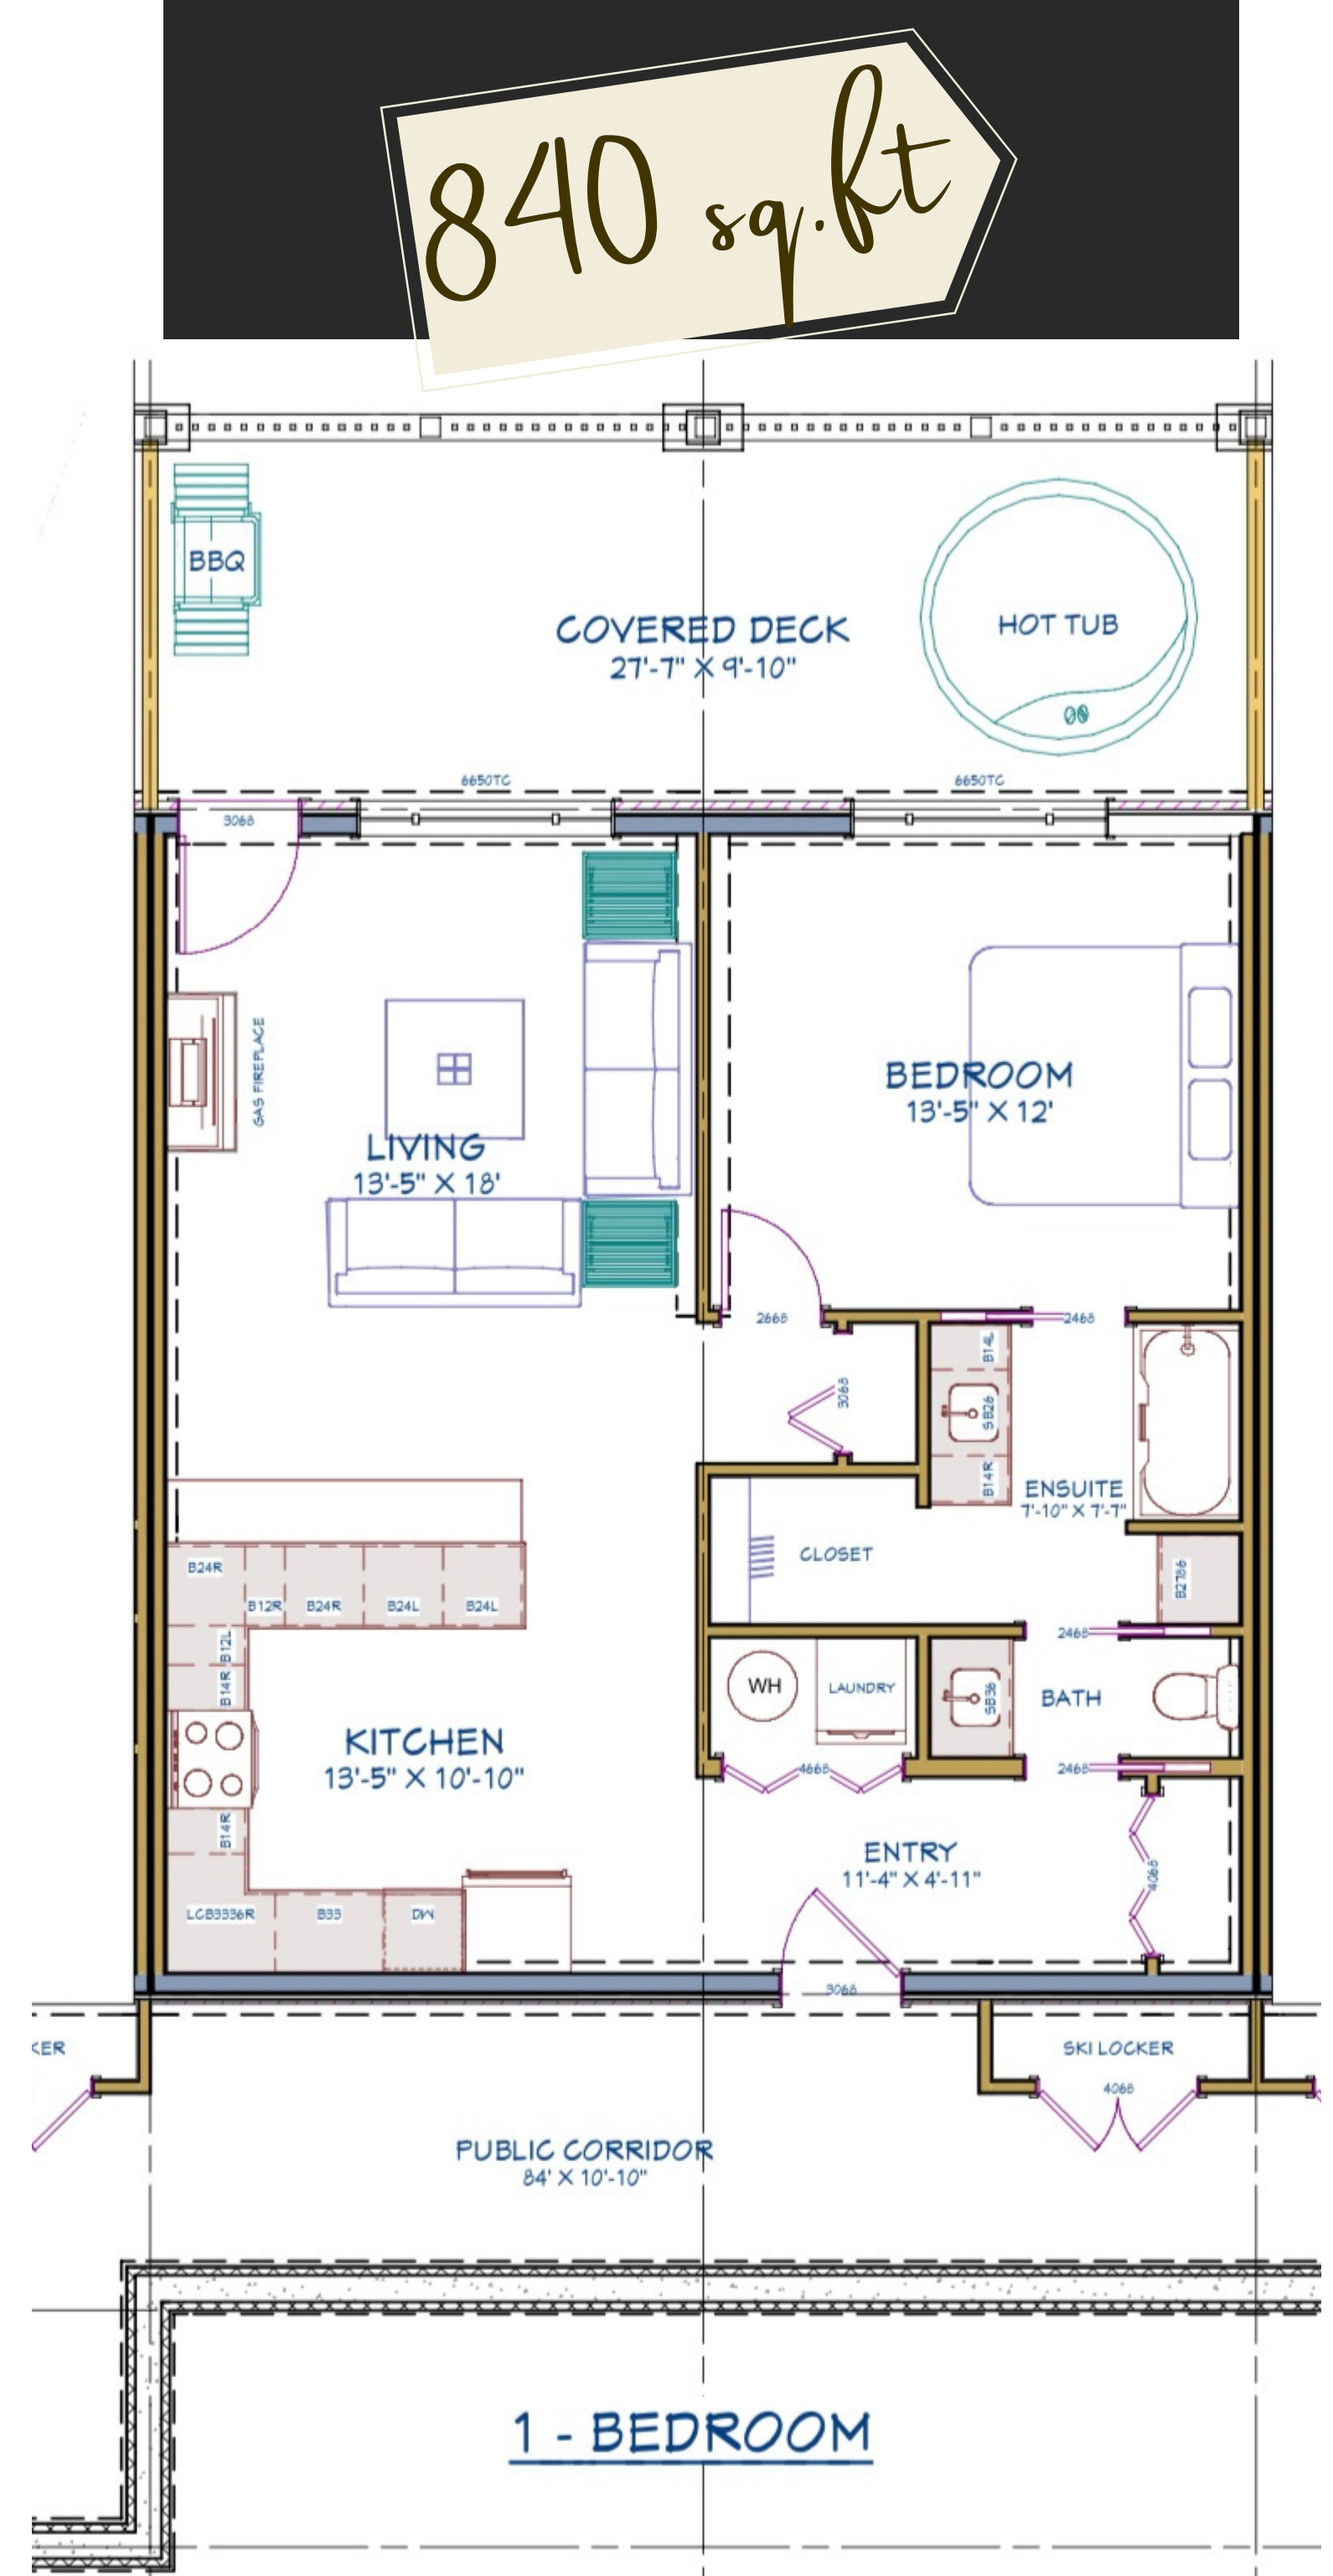 840 sq.ft
BBQ
COVERED DECK
27'-7" X 9'-10"
HOT TUB
6650TC
6650TC
3068
GAS FIREPLACE
BEDROOM
13'-5" X 12'
LIVING
13'-5" X 18'
2668
2468
B14L
3068
SB26
B14R
ENSUITE
7'-10" X 7'-7"
CLOSET
B24R
B12R
B24R
B24L
B24L
B2786
B12L
B14R
2468
WH
LAUNDRY
SB36
BATH
KITCHEN
13'-5" X 10'-10"
4668
2468
B14R
ENTRY
11'-4" X 4'-11"
4068
LCB3336R
B33
DW
3068
KER
SKI LOCKER
4068
PUBLIC CORRIDOR
84' X 10'-10"
1 - BEDROOM